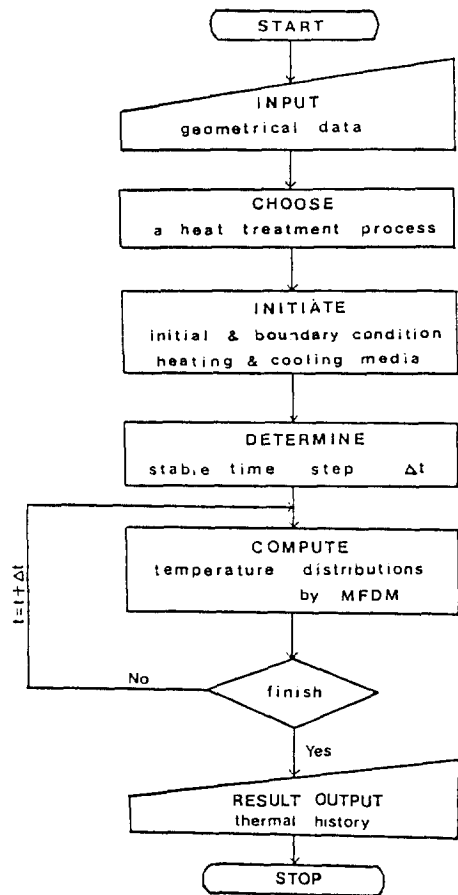 START
INPUT
geometrical data
CHOOSE
a heat treatment process
INITIATE
initial & boundary condition
heating & cooling media
DETERMINE
stable time step Δt
COMPUTE
temperature distributions
by MFDM
t=t+Δt
No
finish
Yes
RESULT OUTPUT
thermal history
STOP